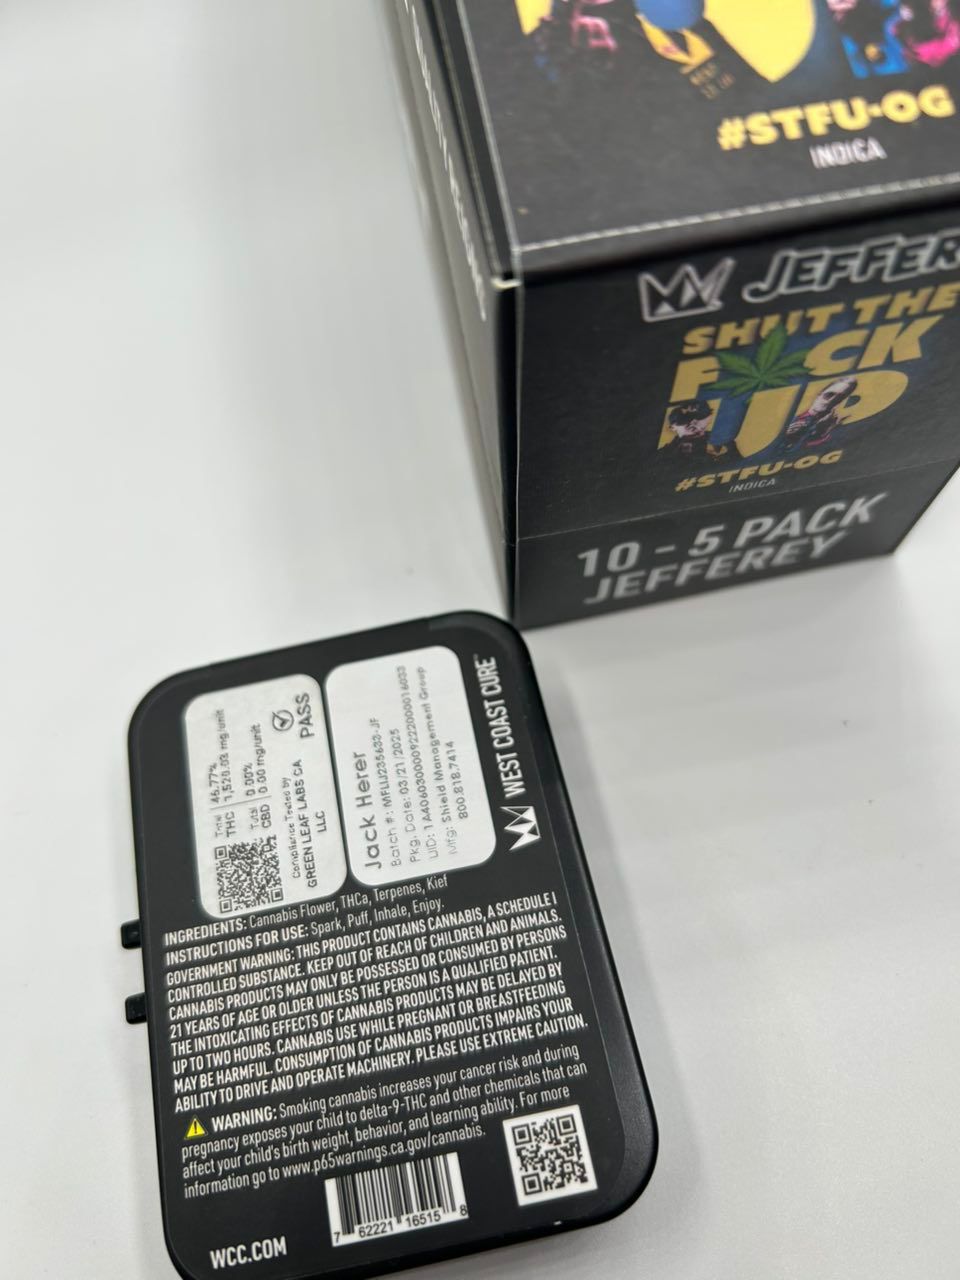 #STFU-OG
INDICA
JEFFER
SHUT THE
F CK
UP
#STFU-OG
INDICA
10 - 5 PACK
JEFFEREY
Total 46.77%
THC 1,520.03 mg/unit
Total 0.00%
CBD 0.00 mg/unit
PASS
Compliance Tested by
GREEN LEAF LABS CA
LLC
Jack Herer
Batch #: MFLIJ235633-JF
Pkg. Date: 03/21/2025
UID: 1A4060300009222000016033
Mfg: Shield Management Group
800.818.7414
WEST COAST CURE™
INGREDIENTS: Cannabis Flower, THCa, Terpenes, Kief
INSTRUCTIONS FOR USE: Spark, Puff, Inhale, Enjoy.
GOVERNMENT WARNING: THIS PRODUCT CONTAINS CANNABIS, A SCHEDULE I
CONTROLLED SUBSTANCE. KEEP OUT OF REACH OF CHILDREN AND ANIMALS.
CANNABIS PRODUCTS MAY ONLY BE POSSESSED OR CONSUMED BY PERSONS
21 YEARS OF AGE OR OLDER UNLESS THE PERSON IS A QUALIFIED PATIENT.
THE INTOXICATING EFFECTS OF CANNABIS PRODUCTS MAY BE DELAYED BY
UP TO TWO HOURS. CANNABIS USE WHILE PREGNANT OR BREASTFEEDING
MAY BE HARMFUL. CONSUMPTION OF CANNABIS PRODUCTS IMPAIRS YOUR
ABILITY TO DRIVE AND OPERATE MACHINERY. PLEASE USE EXTREME CAUTION.
WARNING: Smoking cannabis increases your cancer risk and during
pregnancy exposes your child to delta-9-THC and other chemicals that can
affect your child's birth weight, behavior, and learning ability. For more
information go to www.p65warnings.ca.gov/cannabis.
7 62221 16515 8
WCC.COM